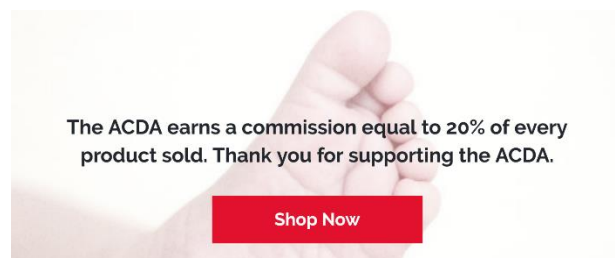 The ACDA earns a commission equal to 20% of every
product sold. Thank you for supporting the ACDA.
Shop Now